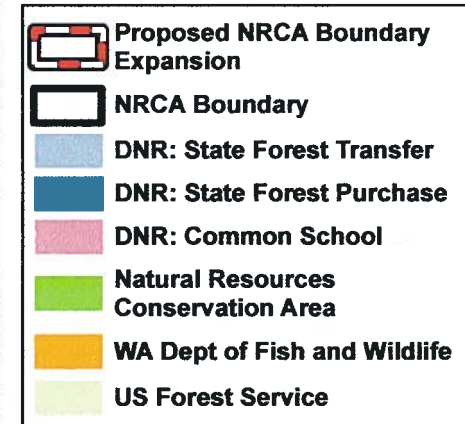 Proposed NRCA Boundary
Expansion
NRCA Boundary
DNR: State Forest Transfer
DNR: State Forest Purchase
DNR: Common School
Natural Resources
Conservation Area
WA Dept of Fish and Wildlife
US Forest Service